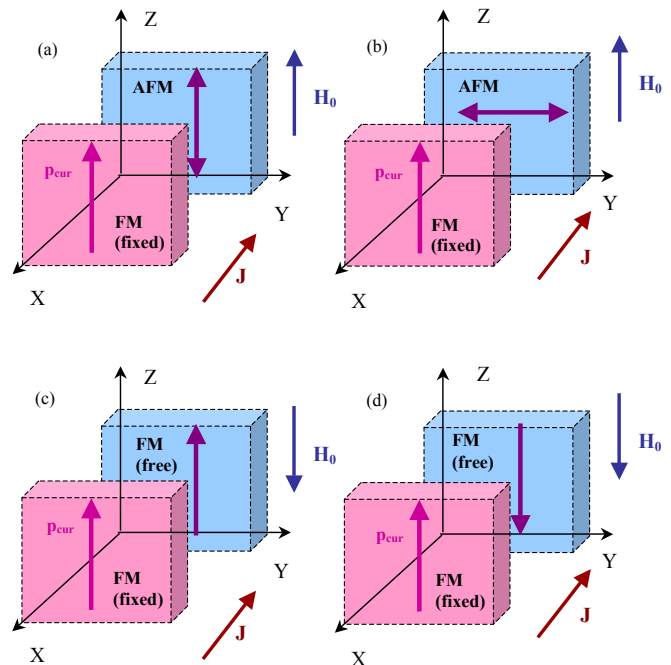 (a)
Z
AFM
H0
pcur
FM
(fixed)
Y
J
X
(b)
Z
AFM
H0
pcur
FM
(fixed)
Y
J
X
(c)
Z
FM
(free)
H0
pcur
FM
(fixed)
Y
J
X
(d)
Z
FM
(free)
H0
pcur
FM
(fixed)
Y
J
X